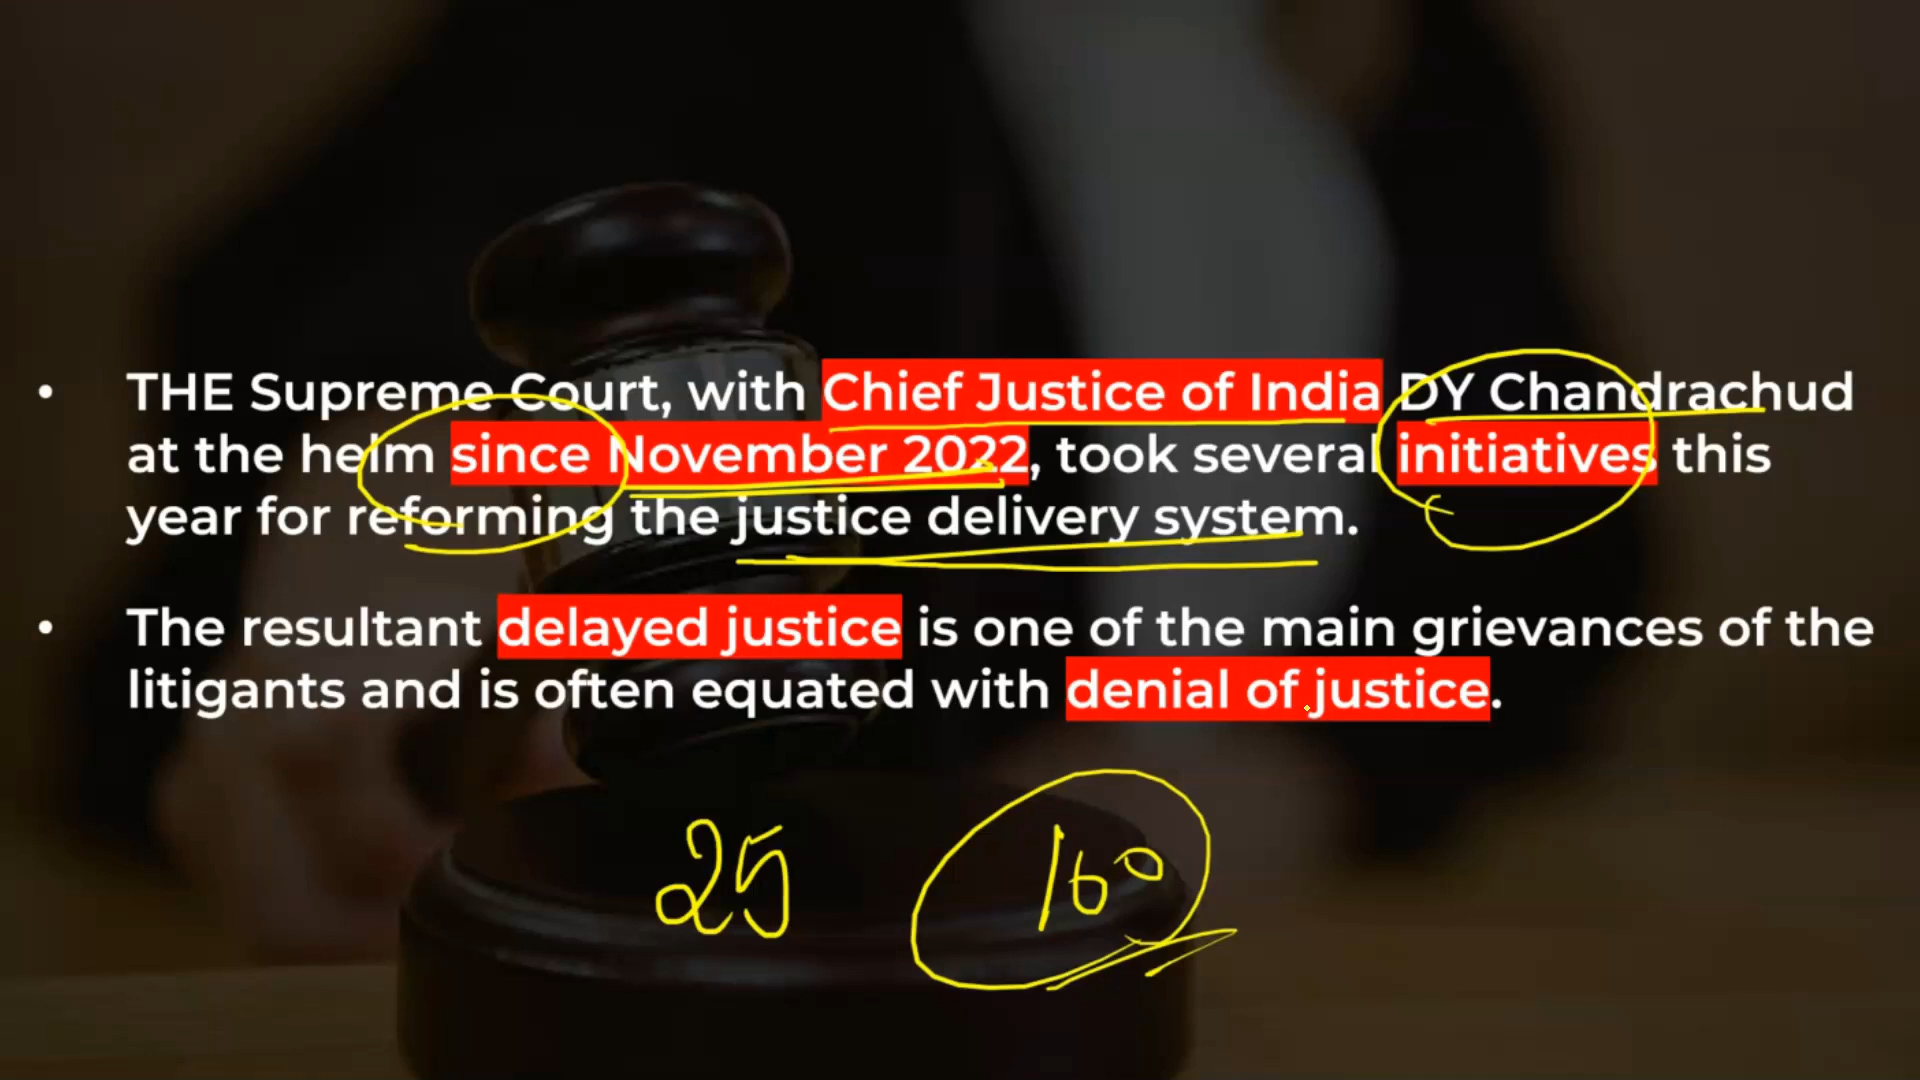 • THE Supreme Court, with Chief Justice of India DY Chandrachud
at the helm since November 2022, took several initiatives this
year for reforming the justice delivery system.
• The resultant delayed justice is one of the main grievances of the
litigants and is often equated with denial of justice.
25 160